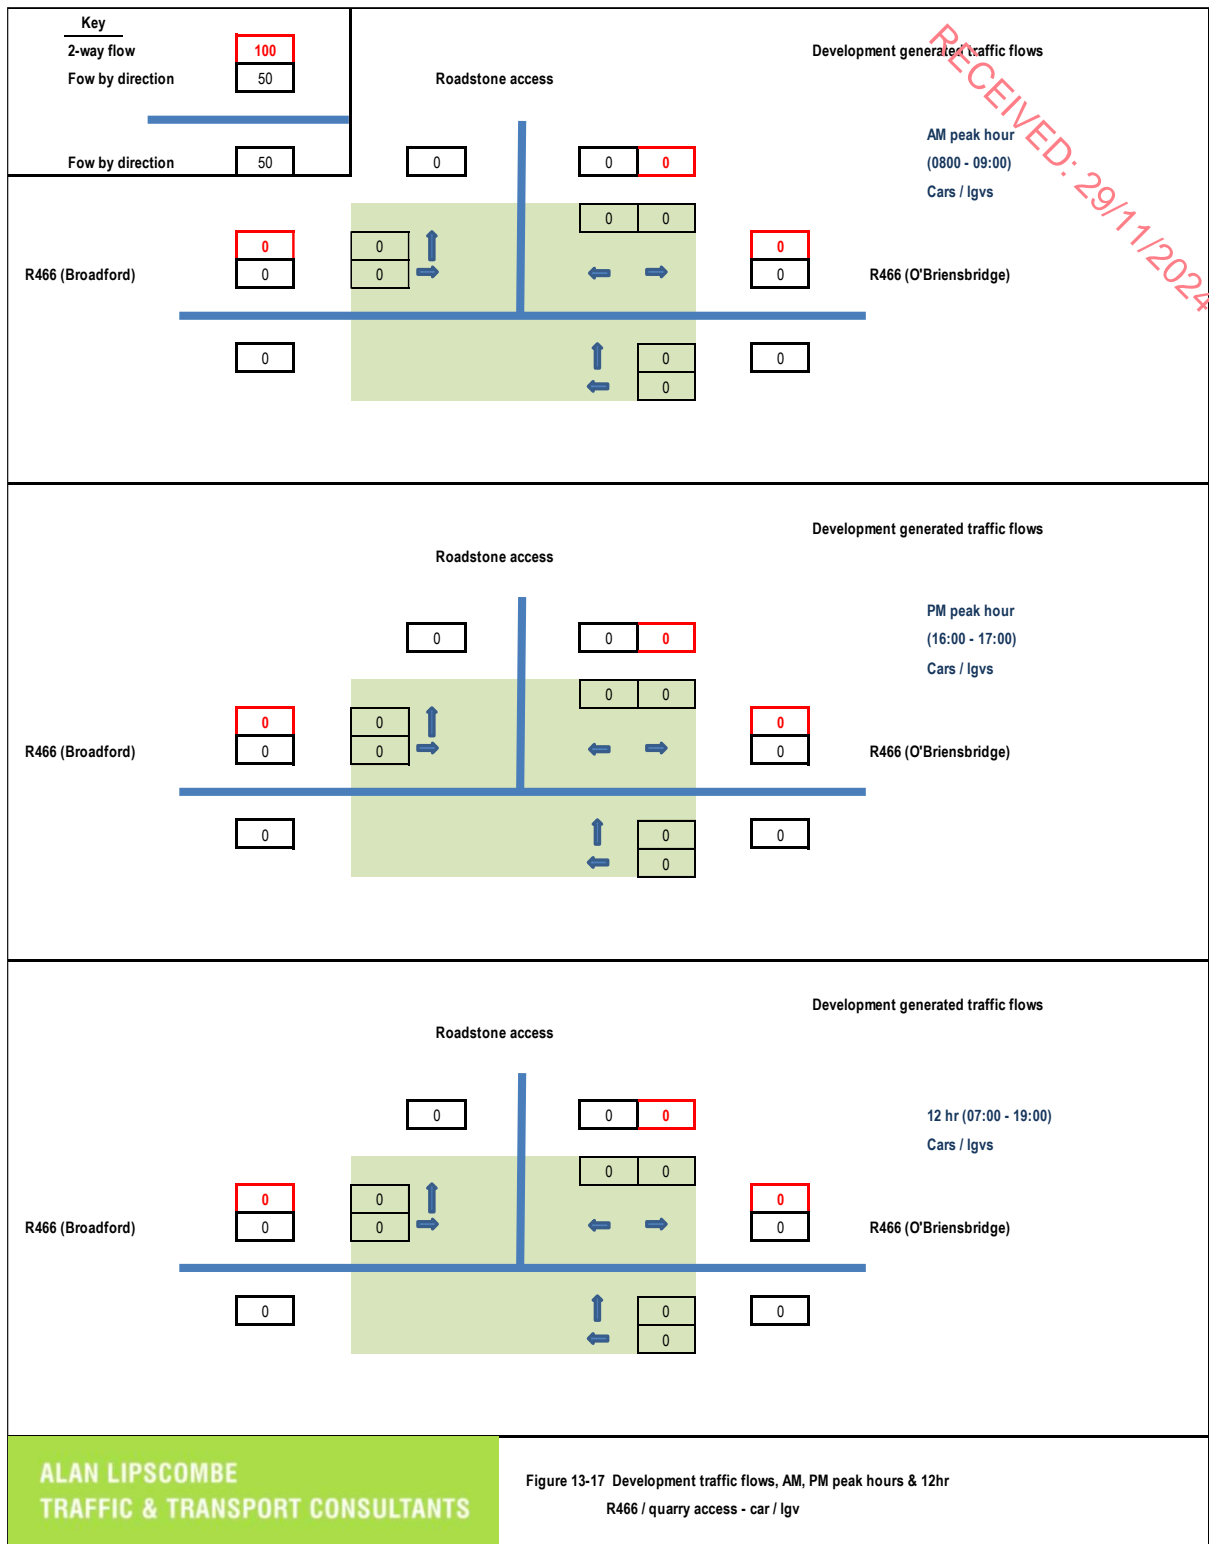 Key
2-way flow 100
Fow by direction 50
Fow by direction 50
Development generated traffic flows
RECEIVED: 29/11/2024
Roadstone access
AM peak hour
(0800 - 09:00)
Cars / lgvs
0 0 0
0 0
0 0 0
R466 (Broadford) 0 0 0 R466 (O'Briensbridge)
0 0 0
0
Development generated traffic flows
Roadstone access
PM peak hour
(16:00 - 17:00)
Cars / lgvs
0 0 0
0 0
0 0 0
R466 (Broadford) 0 0 0 R466 (O'Briensbridge)
0 0 0
0
Development generated traffic flows
Roadstone access
12 hr (07:00 - 19:00)
Cars / lgvs
0 0 0
0 0
0 0 0
R466 (Broadford) 0 0 0 R466 (O'Briensbridge)
0 0 0
0
ALAN LIPSCOMBE
TRAFFIC & TRANSPORT CONSULTANTS
Figure 13-17 Development traffic flows, AM, PM peak hours & 12hr
R466 / quarry access - car / lgv